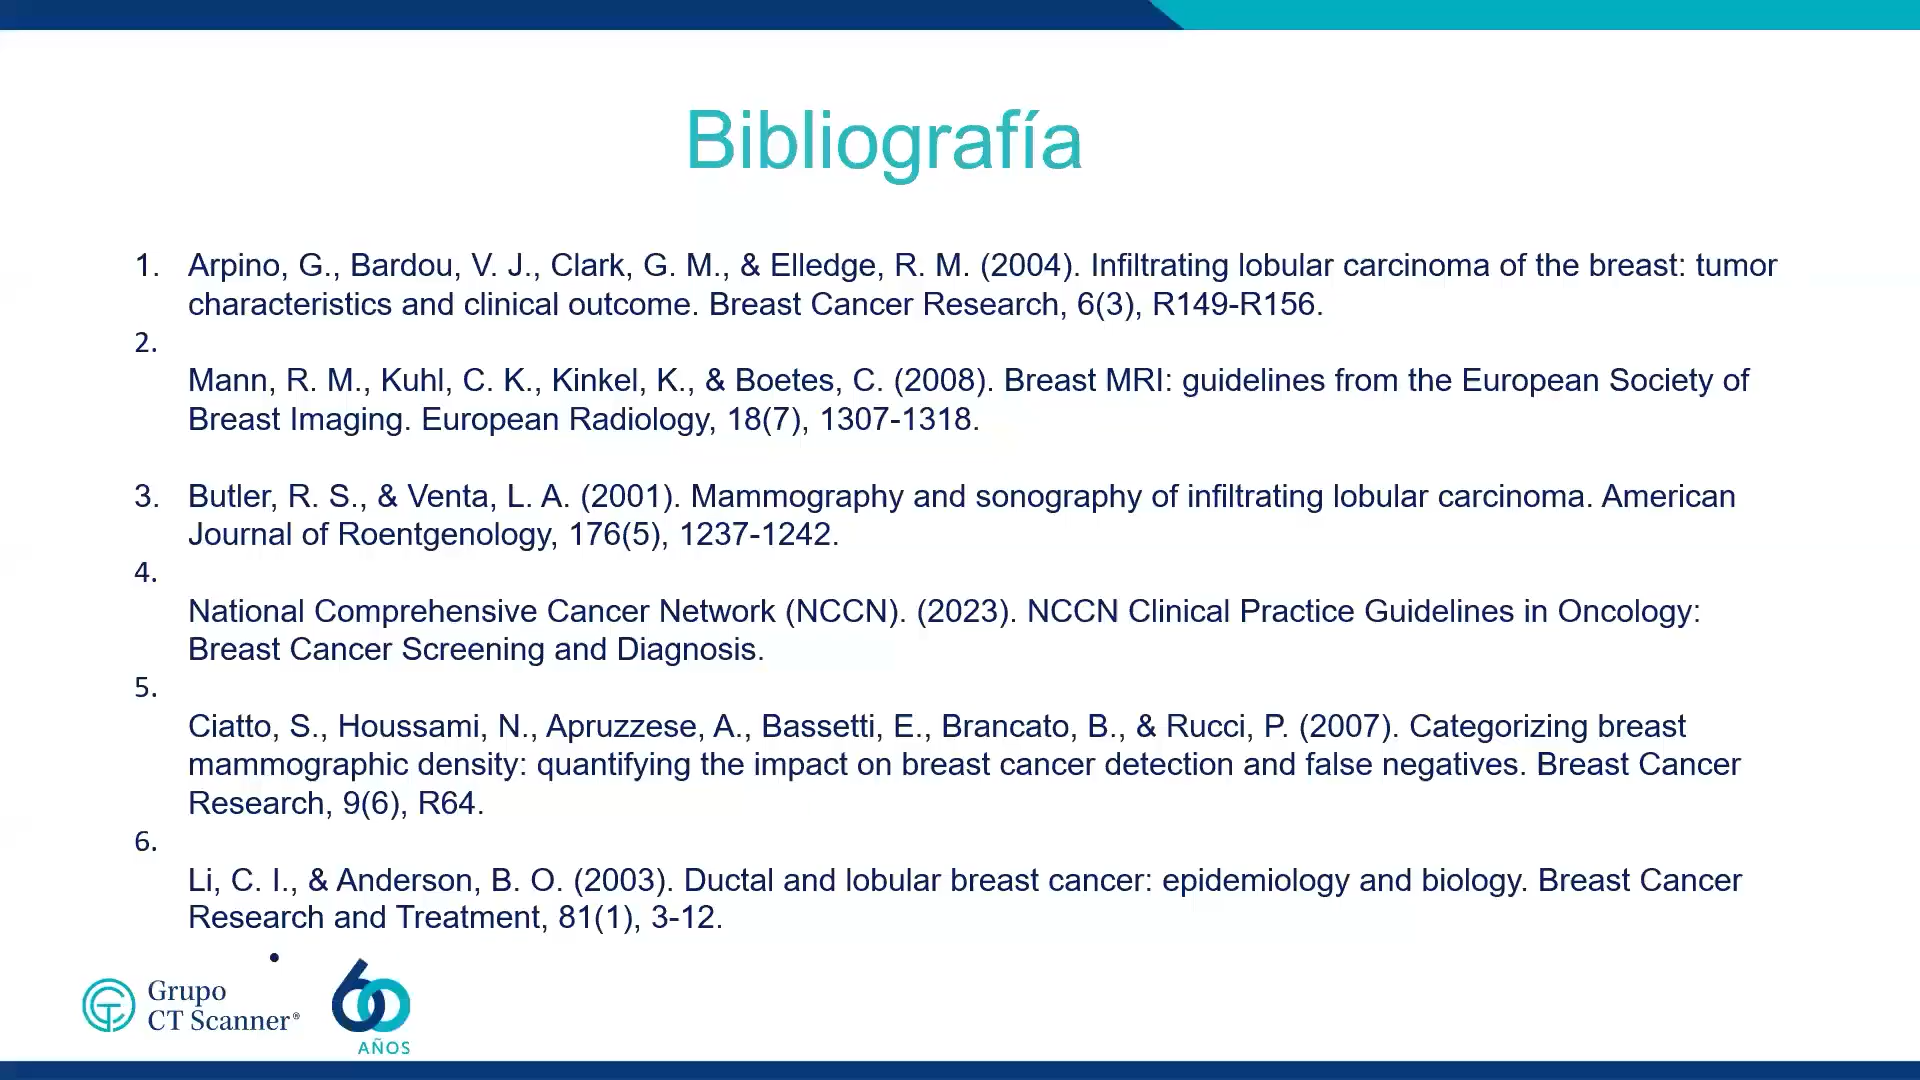 Bibliografía
1. Arpino, G., Bardou, V. J., Clark, G. M., & Elledge, R. M. (2004). Infiltrating lobular carcinoma of the breast: tumor
characteristics and clinical outcome. Breast Cancer Research, 6(3), R149-R156.
2.
Mann, R. M., Kuhl, C. K., Kinkel, K., & Boetes, C. (2008). Breast MRI: guidelines from the European Society of
Breast Imaging. European Radiology, 18(7), 1307-1318.
3. Butler, R. S., & Venta, L. A. (2001). Mammography and sonography of infiltrating lobular carcinoma. American
Journal of Roentgenology, 176(5), 1237-1242.
4.
National Comprehensive Cancer Network (NCCN). (2023). NCCN Clinical Practice Guidelines in Oncology:
Breast Cancer Screening and Diagnosis.
5.
Ciatto, S., Houssami, N., Apruzzese, A., Bassetti, E., Brancato, B., & Rucci, P. (2007). Categorizing breast
mammographic density: quantifying the impact on breast cancer detection and false negatives. Breast Cancer
Research, 9(6), R64.
6.
Li, C. I., & Anderson, B. O. (2003). Ductal and lobular breast cancer: epidemiology and biology. Breast Cancer
Research and Treatment, 81(1), 3-12.
•
Grupo
CT Scanner®
60
AÑOS